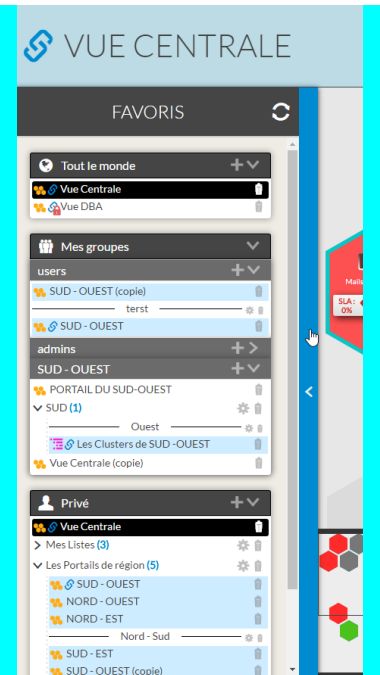 VUE CENTRALE
FAVORIS
Tout le monde
Vue Centrale
Vue DBA
Mes groupes
users
SUD - OUEST (copie)
terst
SUD - OUEST
admins
SUD - OUEST
PORTAIL DU SUD-OUEST
SUD (1)
Ouest
Les Clusters de SUD -OUEST
Vue Centrale (copie)
Privé
Vue Centrale
Mes Listes (3)
Les Portails de région (5)
SUD - OUEST
NORD - OUEST
NORD - EST
Nord - Sud
SUD - EST
SUD - OUEST (copie)
Mails
SLA:
0%